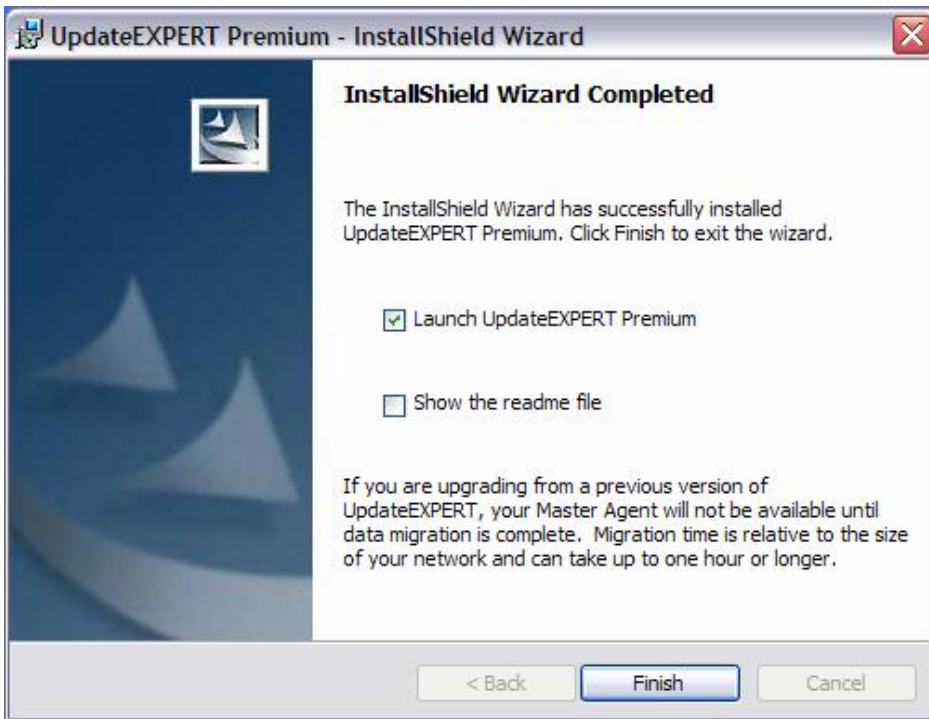 UpdateEXPERT Premium - InstallShield Wizard
InstallShield Wizard Completed
The InstallShield Wizard has successfully installed
UpdateEXPERT Premium. Click Finish to exit the wizard.
Launch UpdateEXPERT Premium
Show the readme file
If you are upgrading from a previous version of
UpdateEXPERT, your Master Agent will not be available until
data migration is complete.  Migration time is relative to the size
of your network and can take up to one hour or longer.
< Back
Finish
Cancel